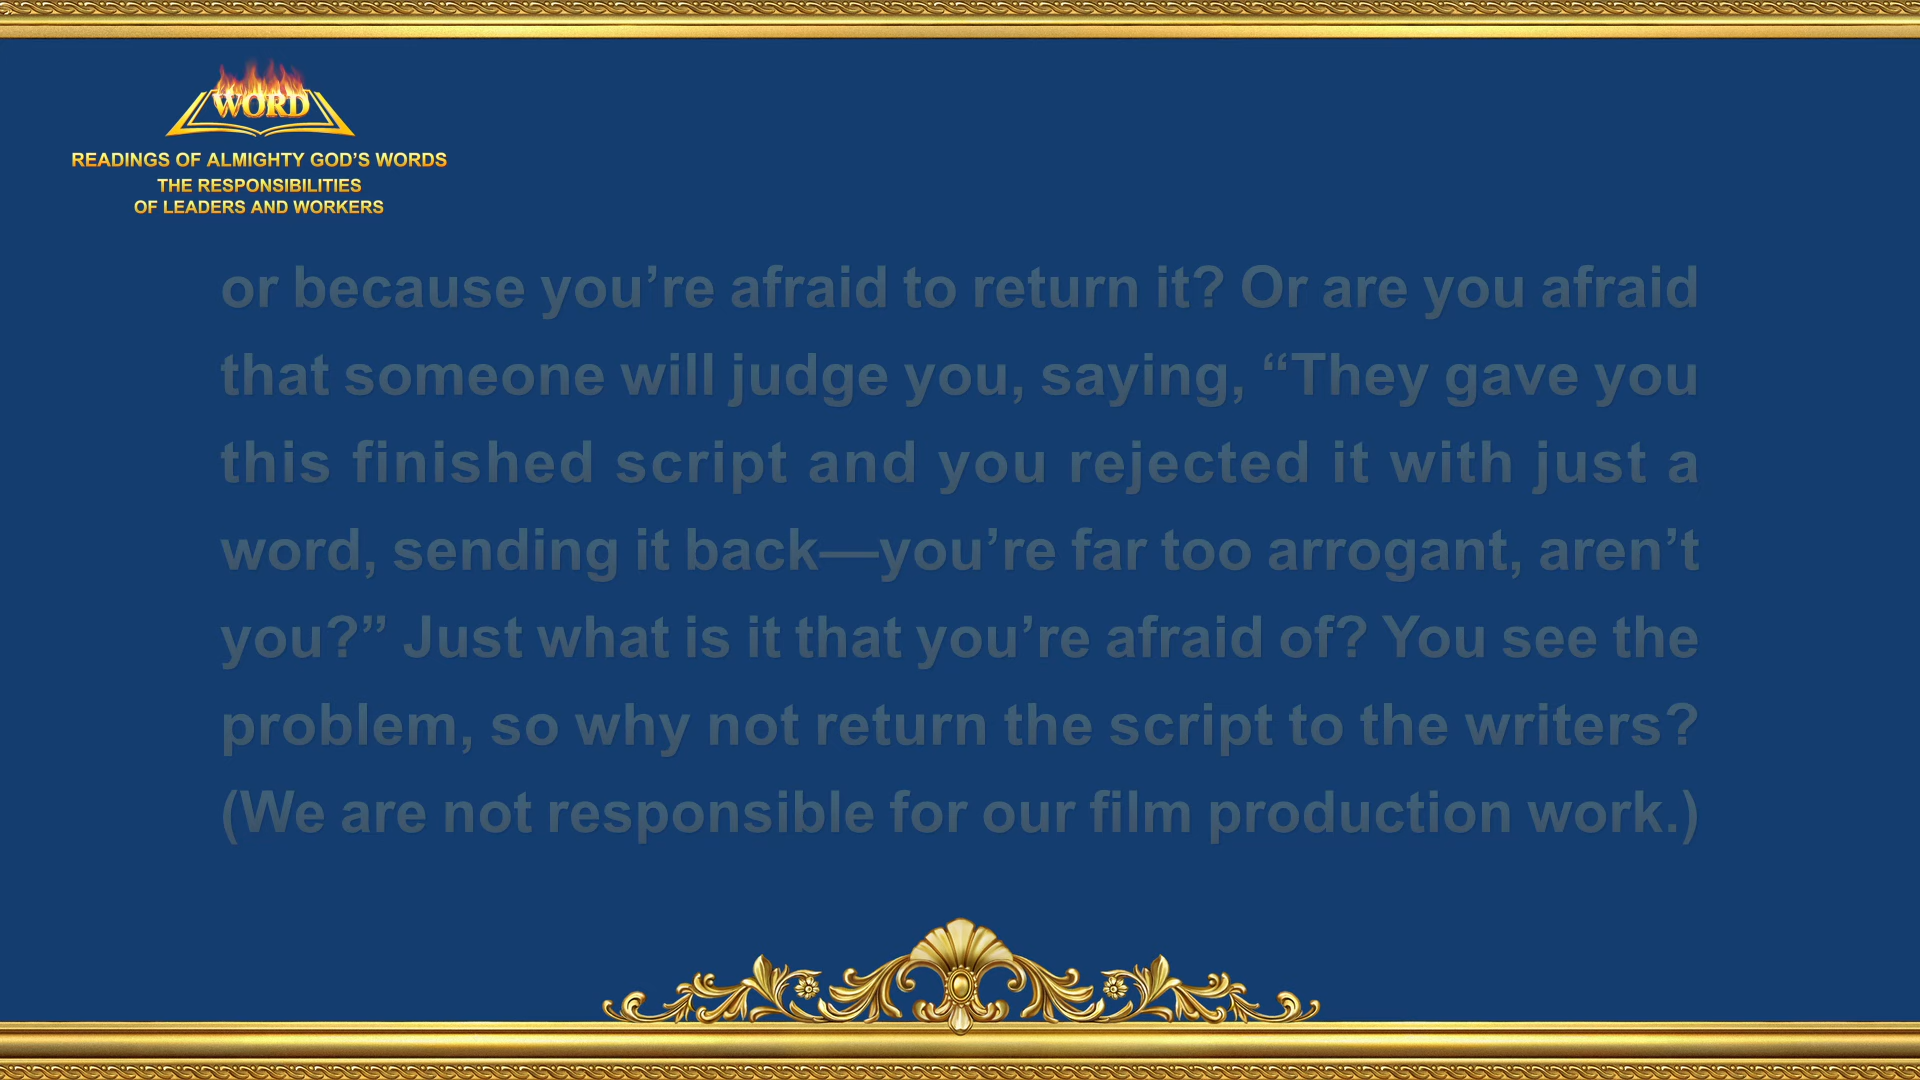 WORD
READINGS OF ALMIGHTY GOD’S WORDS
THE RESPONSIBILITIES
OF LEADERS AND WORKERS
or because you’re afraid to return it? Or are you afraid
that someone will judge you, saying, “They gave you
this finished script and you rejected it with just a
word, sending it back—you’re far too arrogant, aren’t
you?” Just what is it that you’re afraid of? You see the
problem, so why not return the script to the writers?
(We are not responsible for our film production work.)